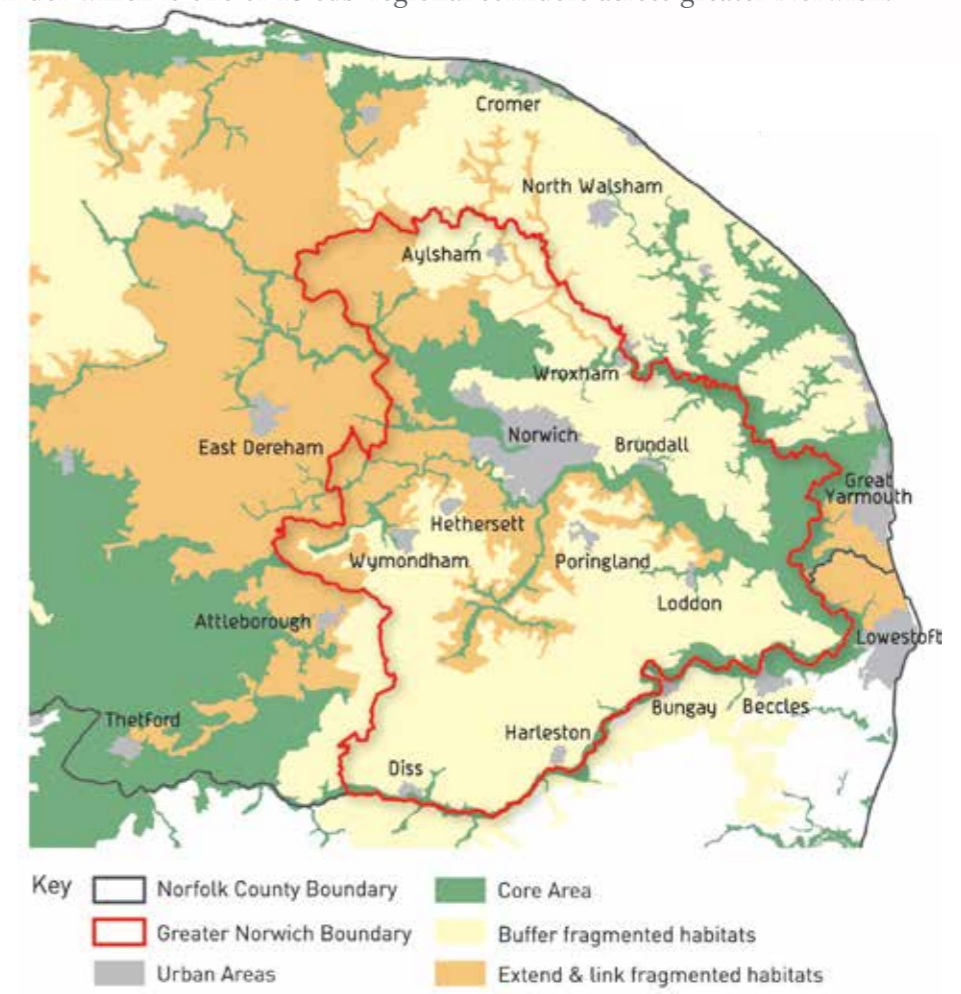 Cromer
North Walsham
Aylsham
Wroxham
Norwich
Brundall
East Dereham
Great
Yarmouth
Hethersett
Wymondham
Poringland
Loddon
Attleborough
Lowestoft
Thetford
Bungay
Beccles
Harleston
Diss
Key
Norfolk County Boundary
Greater Norwich Boundary
Urban Areas
Core Area
Buffer fragmented habitats
Extend & link fragmented habitats